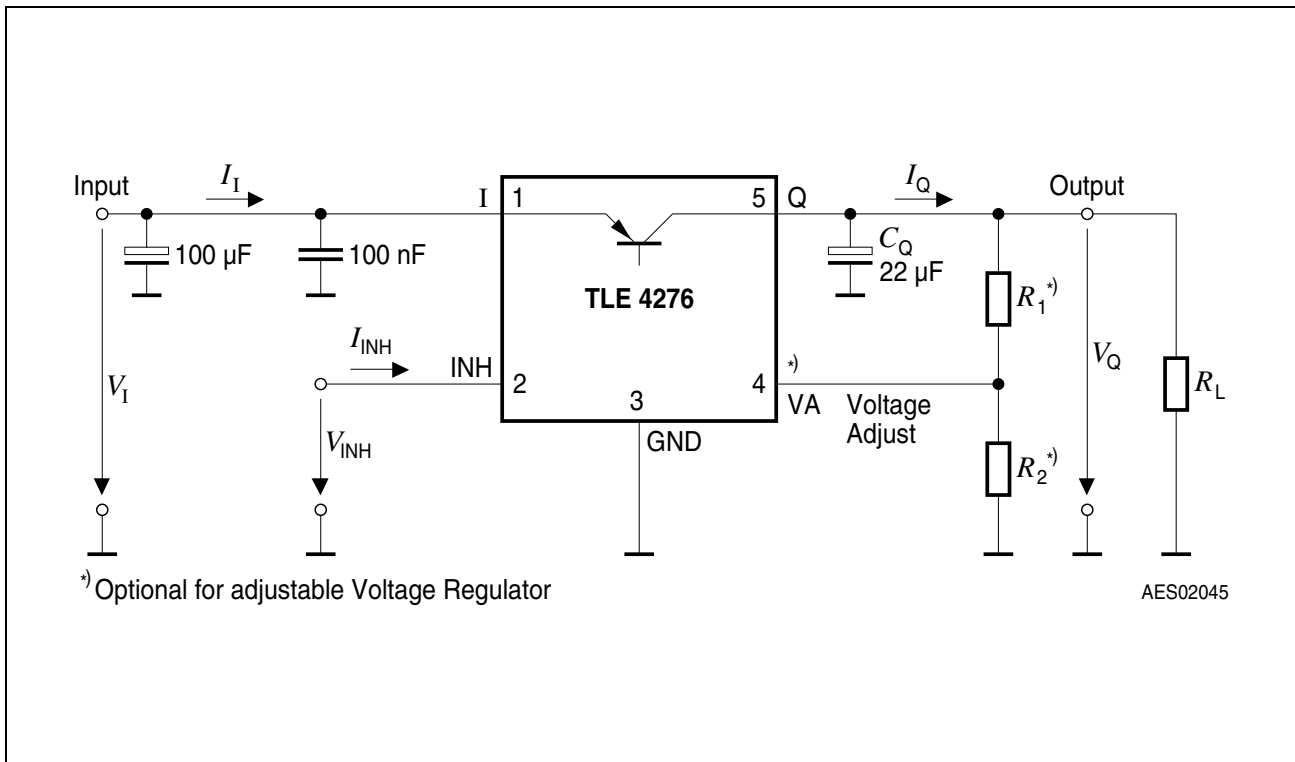 Input
I_I
I
1
5
Q
I_Q
Output
100 µF
100 nF
C_Q
22 µF
TLE 4276
R_1*)
I_INH
INH
2
3
4
*)
VA
Voltage
Adjust
V_I
V_INH
GND
V_Q
R_L
R_2*)
*) Optional for adjustable Voltage Regulator
AES02045